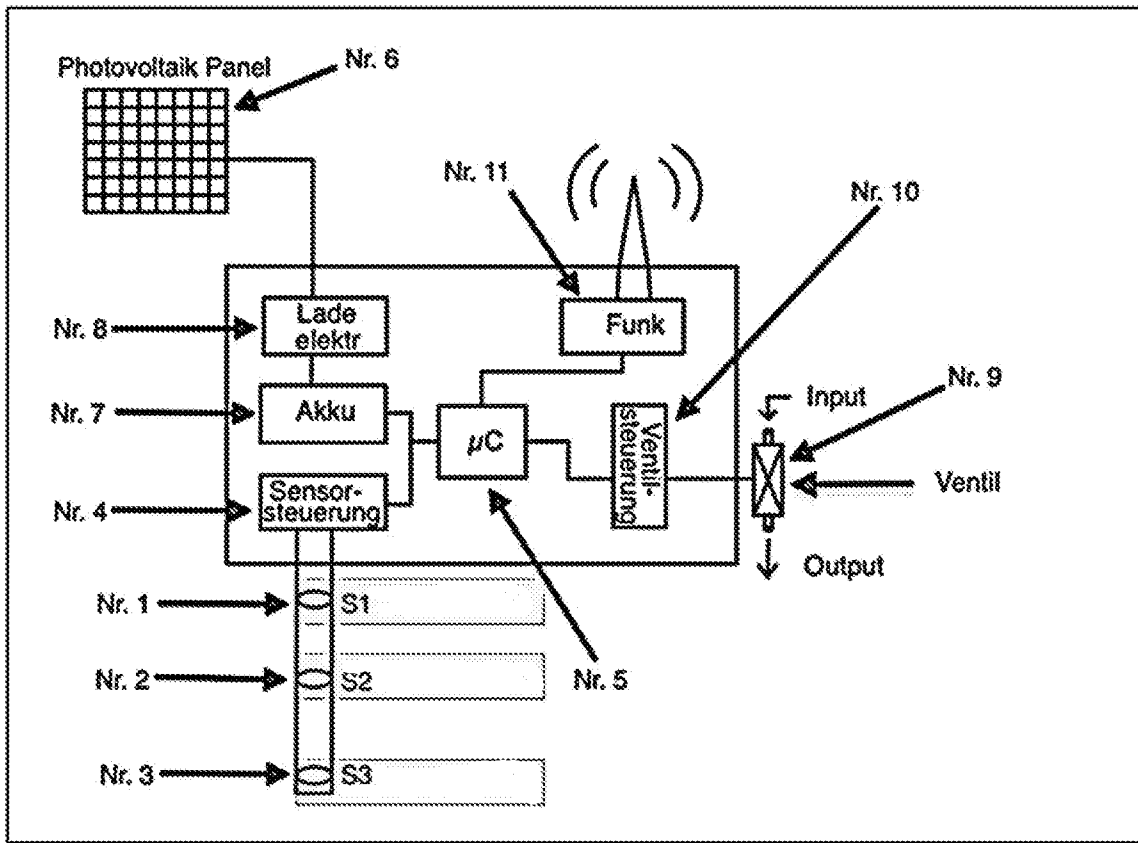 Photovoltaik Panel
Nr. 6
Nr. 11
Nr. 10
Nr. 8
Lade
elektr
Funk
Nr. 9
Nr. 7
Akku
µC
Ventil-
steuerung
Input
Ventil
Nr. 4
Sensor-
steuerung
Output
Nr. 1
S1
Nr. 2
S2
Nr. 5
Nr. 3
S3